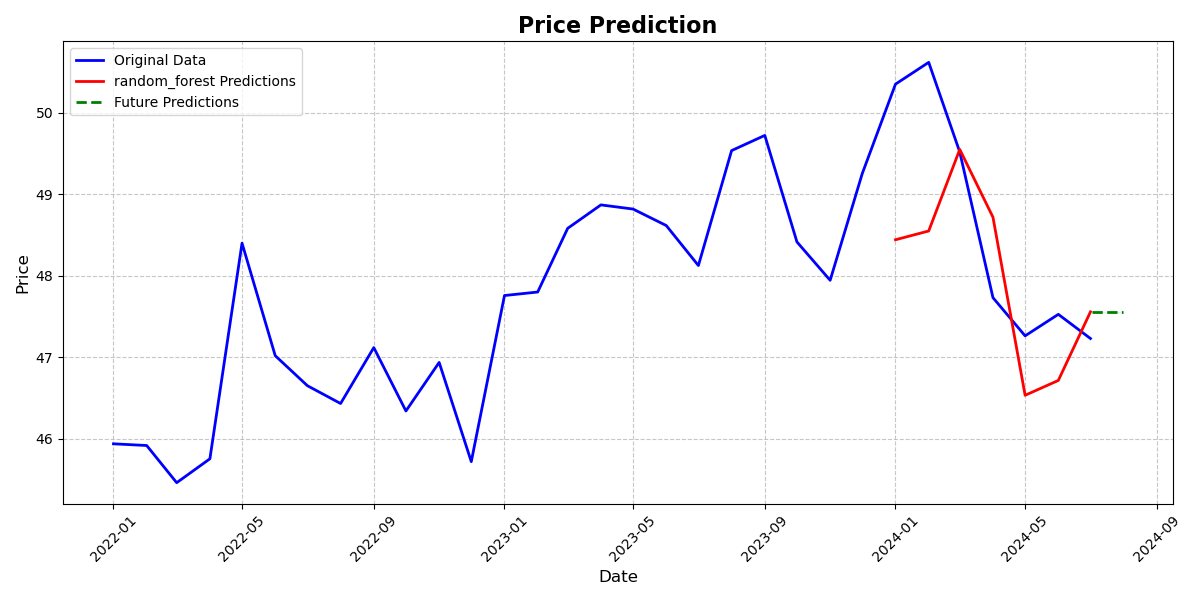 Price Prediction
Original Data
random_forest Predictions
Future Predictions
Price
50
49
48
47
46
2022-01
2022-05
2022-09
2023-01
2023-05
2023-09
2024-01
2024-05
2024-09
Date